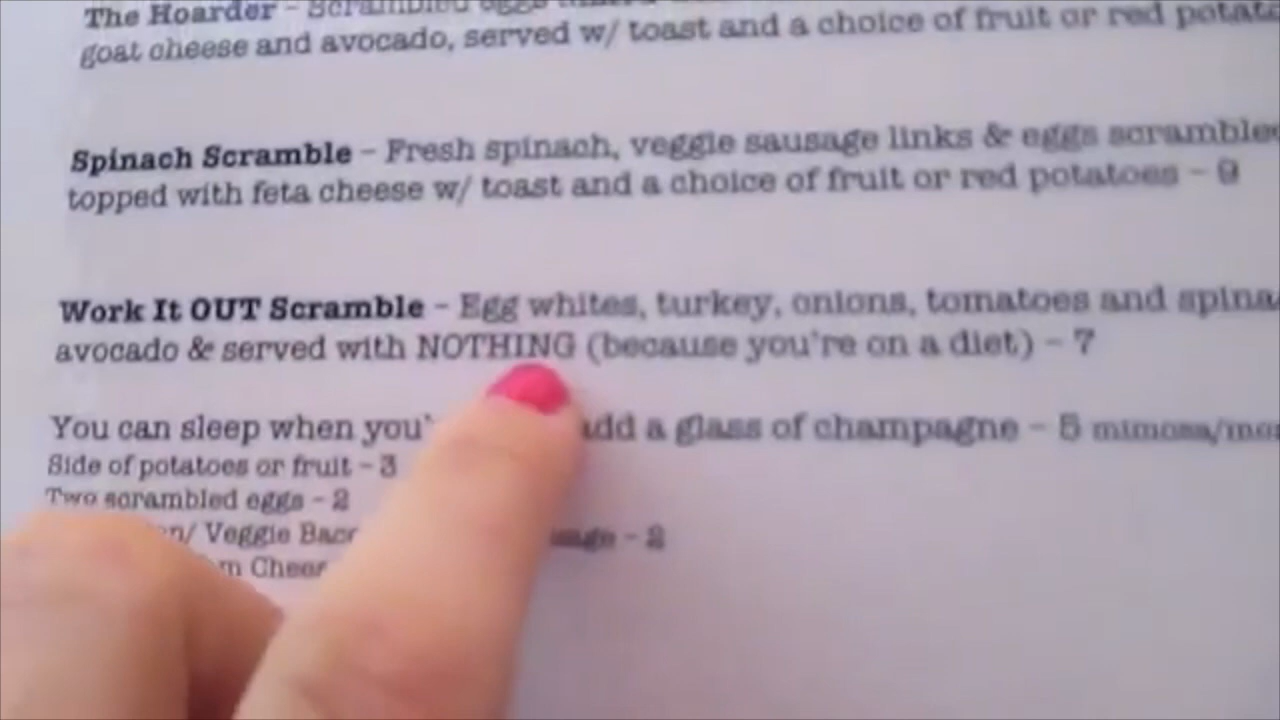 The Hoarder - Scrambled eggs
goat cheese and avocado, served w/ toast and a choice of fruit or red
Spinach Scramble – Fresh spinach, veggie sausage links & eggs
topped with feta cheese w/ toast and a choice of fruit or red potatoes – 9
Work It OUT Scramble – Egg whites, turkey, onions, tomatoes and
avocado & served with NOTHING (because you're on a diet) – 7
You can sleep when add a glass of champagne – 5
Side of potatoes or fruit – 3
Two scrambled eggs – 2
Veggie – 2